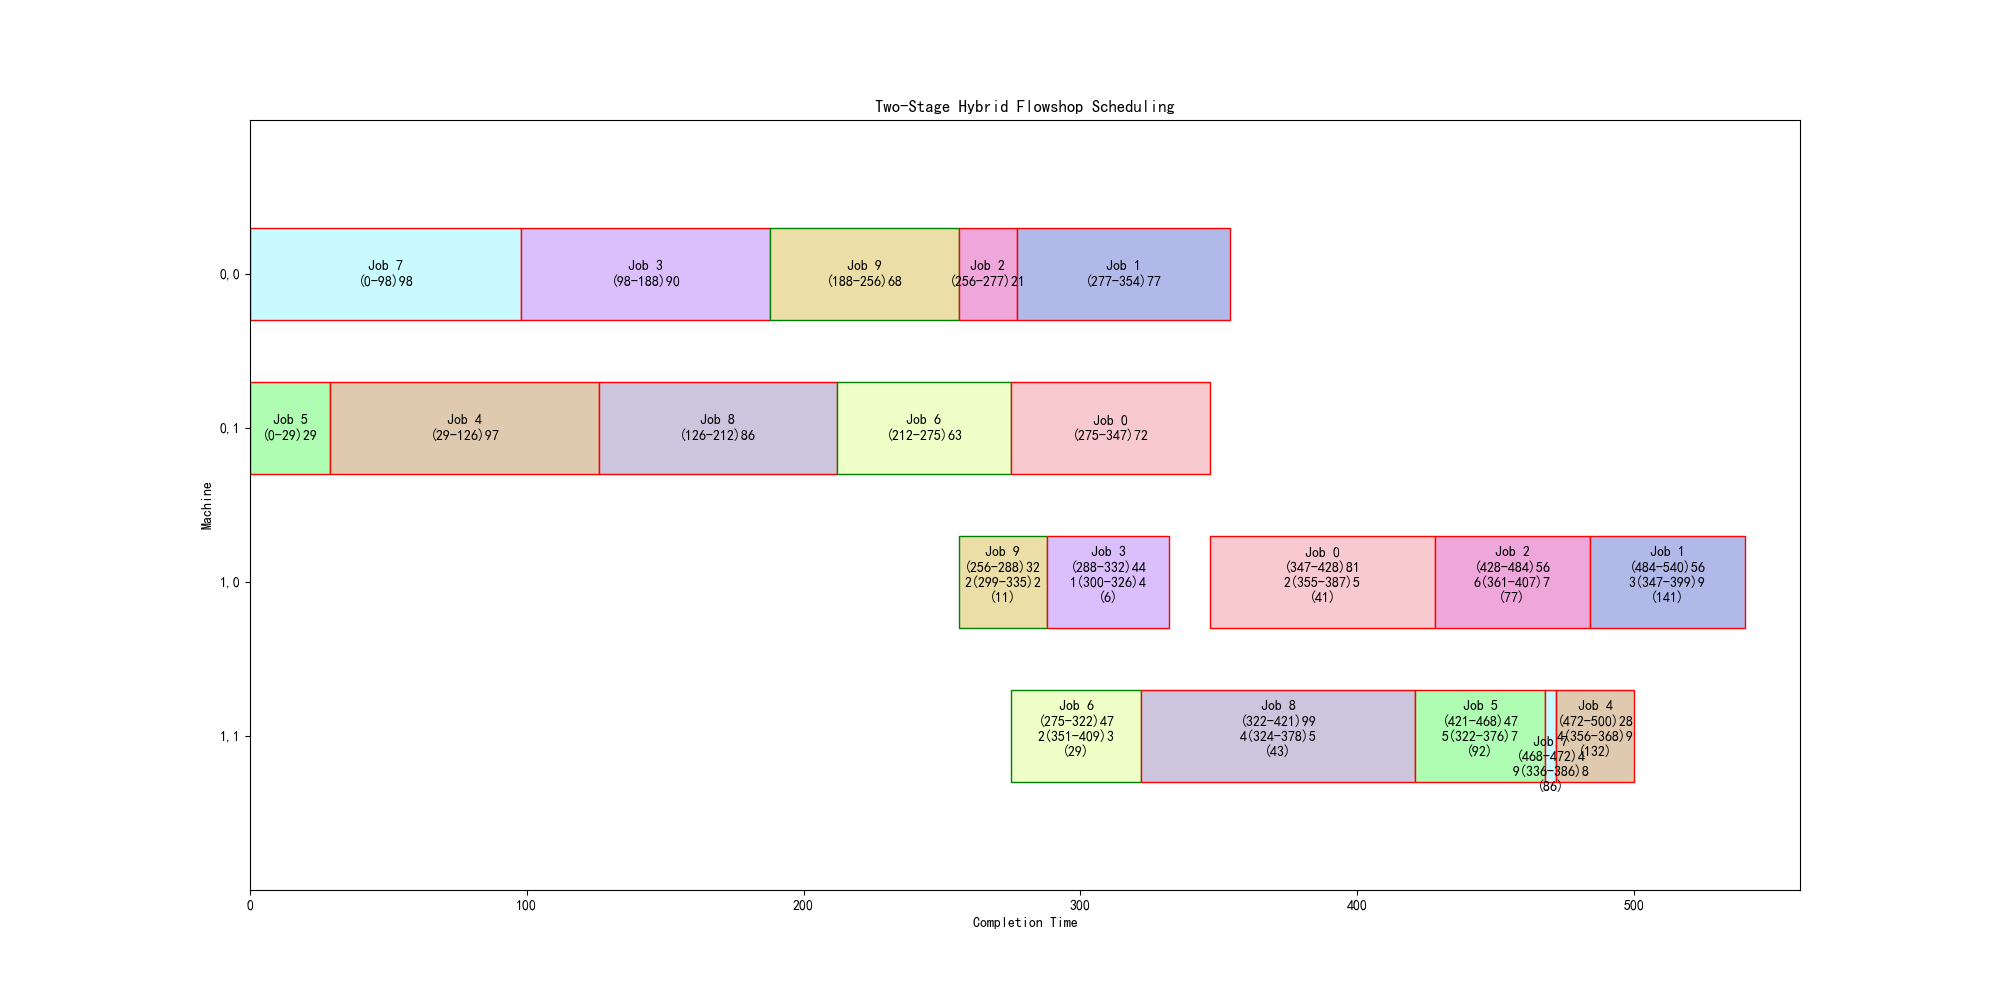 Two-Stage Hybrid Flowshop Scheduling
Machine
0,0
Job 7
(0-98)98
Job 3
(98-188)90
Job 9
(188-256)68
Job 2
(256-277)21
Job 1
(277-354)77
0,1
Job 5
(0-29)29
Job 4
(29-126)97
Job 8
(126-212)86
Job 6
(212-275)63
Job 0
(275-347)72
1,0
Job 9
(256-288)32
2(299-335)2
(11)
Job 3
(288-332)44
1(300-326)4
(6)
Job 0
(347-428)81
2(355-387)5
(41)
Job 2
(428-484)56
6(361-407)7
(77)
Job 1
(484-540)56
3(347-399)9
(141)
1,1
Job 6
(275-322)47
2(351-409)3
(29)
Job 8
(322-421)99
4(324-378)5
(43)
Job 5
(421-468)47
5(322-376)7
(92)
Job 7
(468-472)4
9(336-386)8
(86)
Job 4
(472-500)28
4(356-368)9
(132)
0
100
200
300
400
500
Completion Time